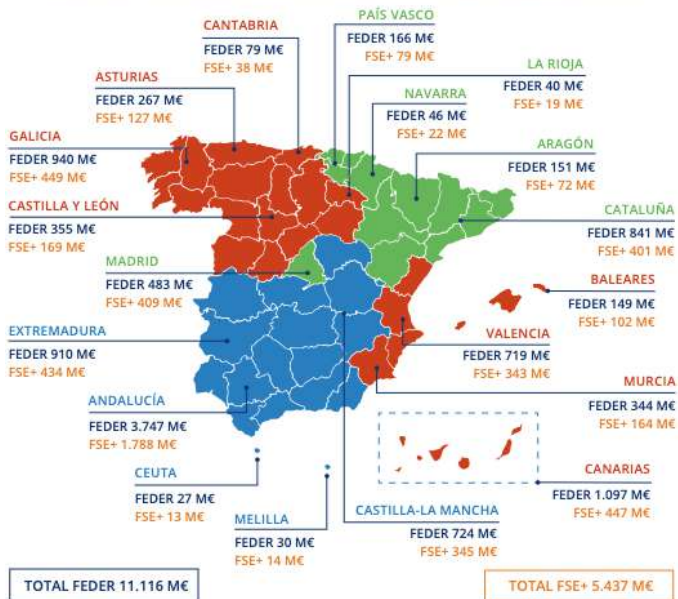 CANTABRIA
FEDER 79 M€
FSE+ 38 M€
PAÍS VASCO
FEDER 166 M€
FSE+ 79 M€
LA RIOJA
FEDER 40 M€
FSE+ 19 M€
ASTURIAS
FEDER 267 M€
FSE+ 127 M€
NAVARRA
FEDER 46 M€
FSE+ 22 M€
GALICIA
FEDER 940 M€
FSE+ 449 M€
ARAGÓN
FEDER 151 M€
FSE+ 72 M€
CASTILLA Y LEÓN
FEDER 355 M€
FSE+ 169 M€
CATALUÑA
FEDER 841 M€
FSE+ 401 M€
MADRID
FEDER 483 M€
FSE+ 409 M€
BALEARES
FEDER 149 M€
FSE+ 102 M€
EXTREMADURA
FEDER 910 M€
FSE+ 434 M€
VALENCIA
FEDER 719 M€
FSE+ 343 M€
MURCIA
FEDER 344 M€
FSE+ 164 M€
ANDALUCÍA
FEDER 3.747 M€
FSE+ 1.788 M€
CANARIAS
FEDER 1.097 M€
FSE+ 447 M€
CEUTA
FEDER 27 M€
FSE+ 13 M€
MELILLA
FEDER 30 M€
FSE+ 14 M€
CASTILLA-LA MANCHA
FEDER 724 M€
FSE+ 345 M€
TOTAL FEDER 11.116 M€
TOTAL FSE+ 5.437 M€